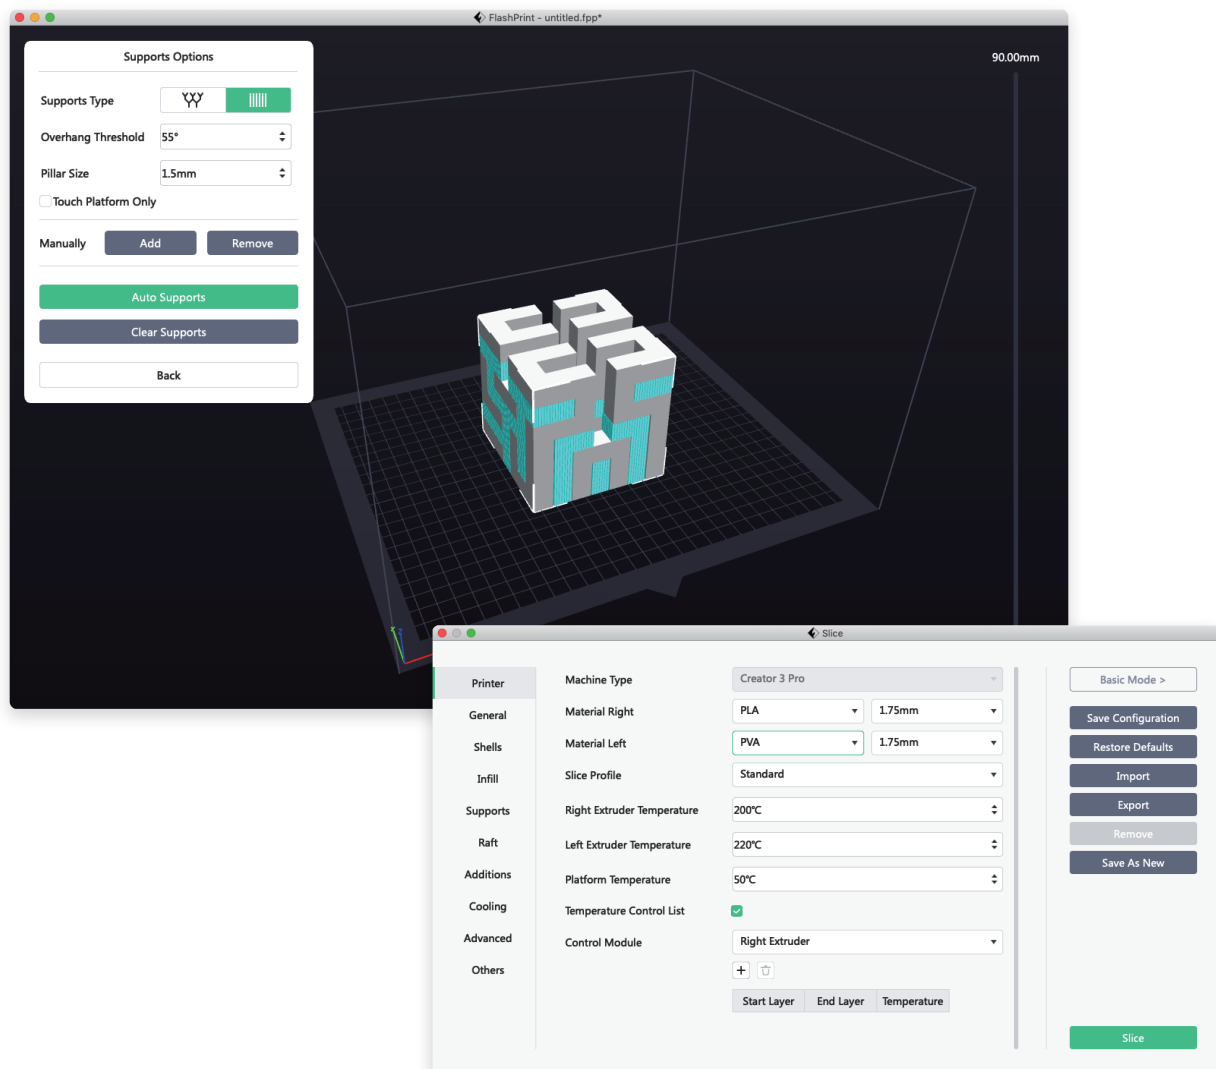 FlashPrint - untitled.fpp*
Supports Options
90.00mm
Supports Type
Overhang Threshold 55°
Pillar Size 1.5mm
Touch Platform Only
Manually Add Remove
Auto Supports
Clear Supports
Back
Slice
Printer
General
Shells
Infill
Supports
Raft
Additions
Cooling
Advanced
Others
Machine Type Creator 3 Pro
Material Right PLA 1.75mm
Material Left PVA 1.75mm
Slice Profile Standard
Right Extruder Temperature 200℃
Left Extruder Temperature 220℃
Platform Temperature 50℃
Temperature Control List
Control Module Right Extruder
Start Layer End Layer Temperature
Basic Mode >
Save Configuration
Restore Defaults
Import
Export
Remove
Save As New
Slice